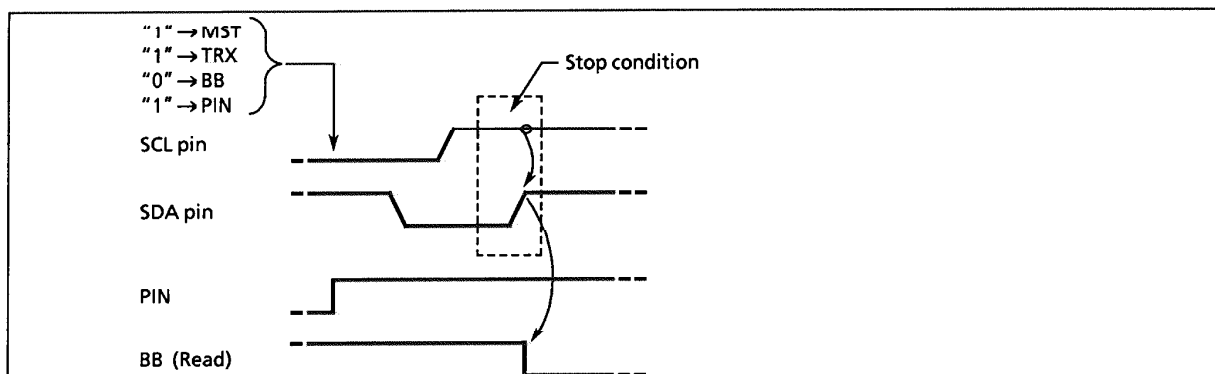 "1" → MST
"1" → TRX
"0" → BB
"1" → PIN
Stop condition
SCL pin
SDA pin
PIN
BB (Read)